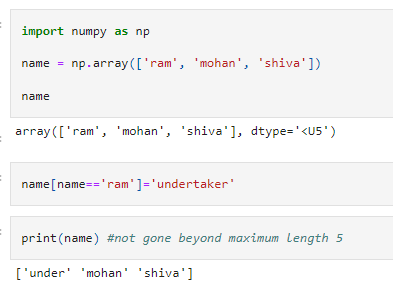 import numpy as np
name = np.array(['ram', 'mohan', 'shiva'])
name
array(['ram', 'mohan', 'shiva'], dtype='<U5')
name[name=='ram']='undertaker'
print(name) #not gone beyond maximum length 5
['under' 'mohan' 'shiva']